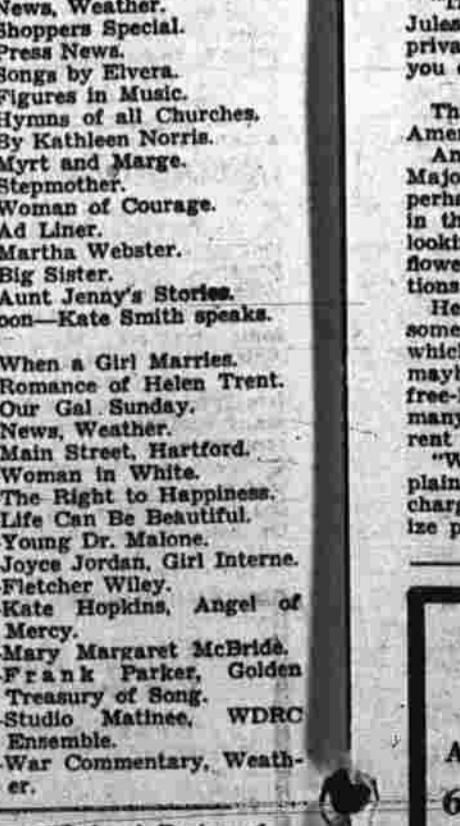 News, Weather.
Shoppers Special.
Press News.
Songs by Elvera.
Figures in Music.
Hymns of all Churches.
By Kathleen Norris.
Myrt and Marge.
Stepmother.
Woman of Courage.
Ad Liner.
Martha Webster.
Big Sister.
Aunt Jenny's Stories.
oon—Kate Smith speaks.
When a Girl Marries.
Romance of Helen Trent.
Our Gal Sunday.
News, Weather.
Main Street, Hartford.
Woman in White.
The Right to Happiness.
Life Can Be Beautiful.
Young Dr. Malone.
Joyce Jordan, Girl Interne.
Fletcher Wiley.
Kate Hopkins, Angel of
Mercy.
Mary Margaret McBride.
Frank Parker, Golden
Treasury of Song.
Studio Matinee, WDRC
Ensemble.
War Commentary, Weath-
er.
Jules
priva
you
Th
Amer
An
Majo
perha
in th
lookin
flowe
tions
He
some
which
mayb
free-
many
rent
"W
plain
charg
ize p
A
6